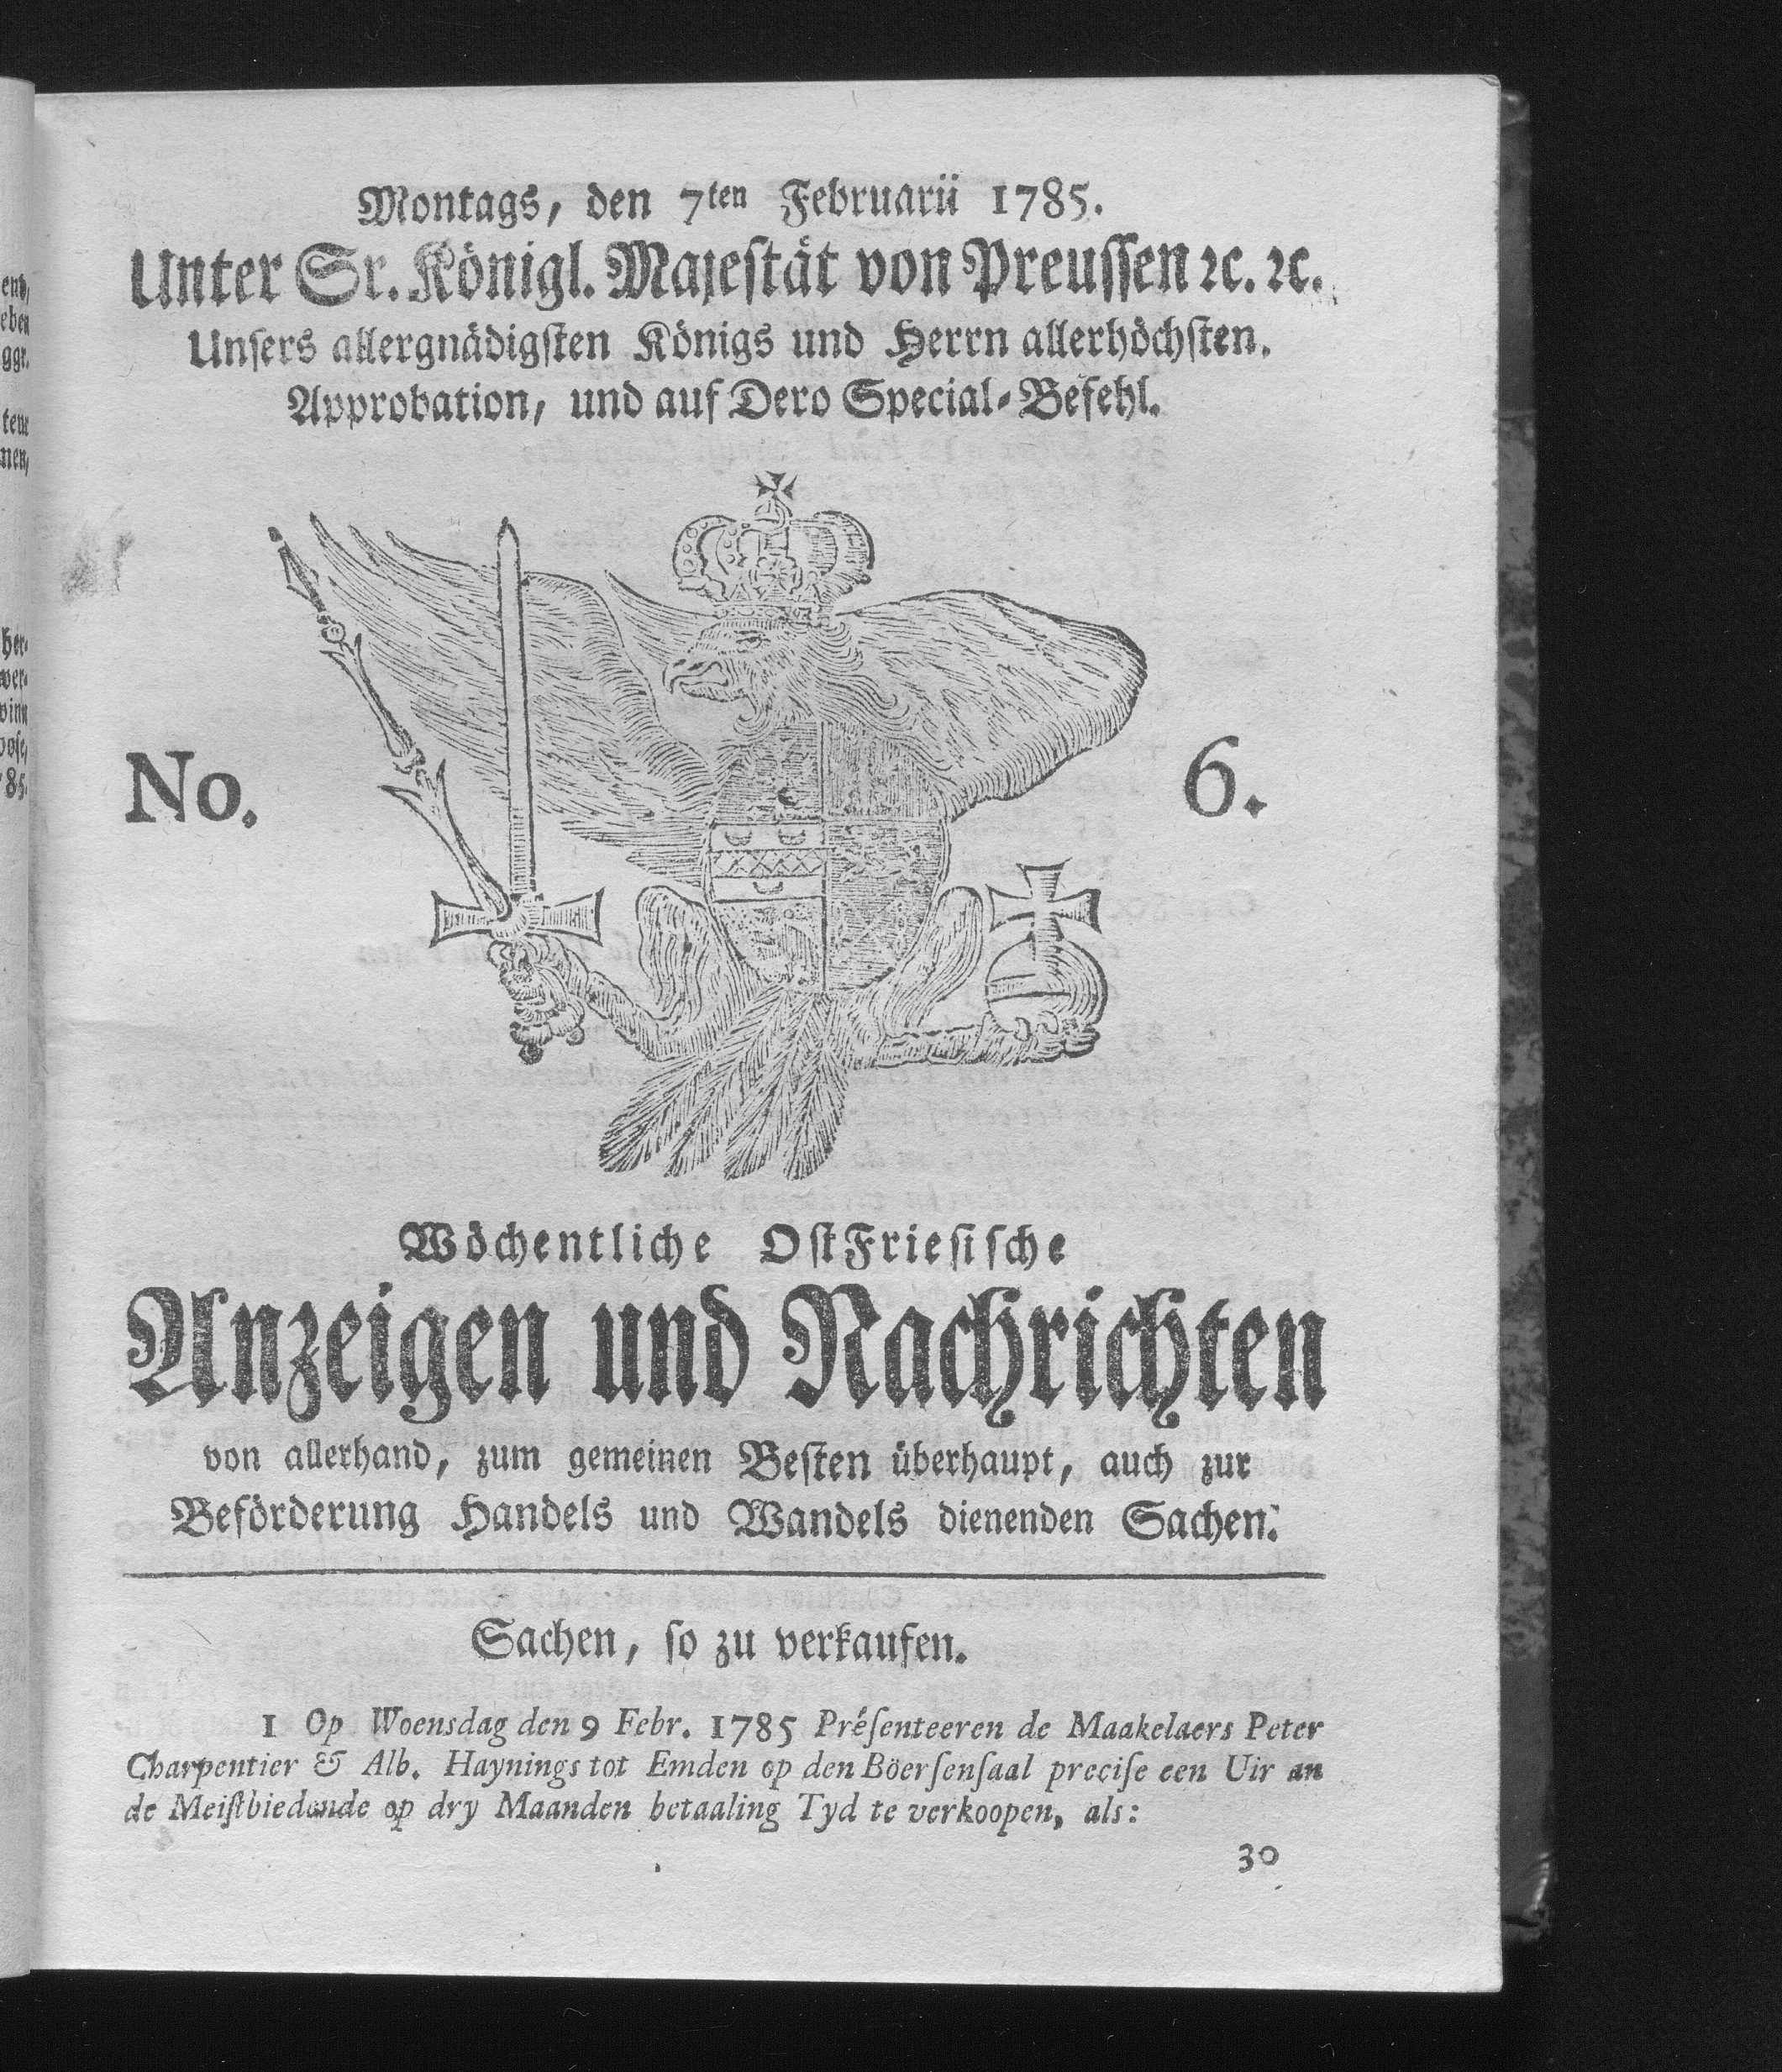 Montags, den 7ten Februarii 1785.
Unter Sr. Königl. Majestät von Preussen ꝛc. ꝛc.
Unsers allergnädigſten Königs und Herrn allerhöchſten.
Approbation, und auf Dero Special-Befehl.
No. 6.
Wöchentliche OſtFrieſiſche
Anzeigen und Nachrichten
von allerhand, zum gemeinen Beſten überhaupt, auch zur
Beförderung Handels und Wandels dienenden Sachen.
Sachen, ſo zu verkaufen.
1 Op Woensdag den 9 Febr. 1785 Préſenteeren de Maakelaers Peter
Charpentier & Alb. Haynings tot Emden op den Böerſenſaal preciſe een Uir an
de Meiſtbiedende op dry Maanden betaaling Tyd te verkoopen, als:
30